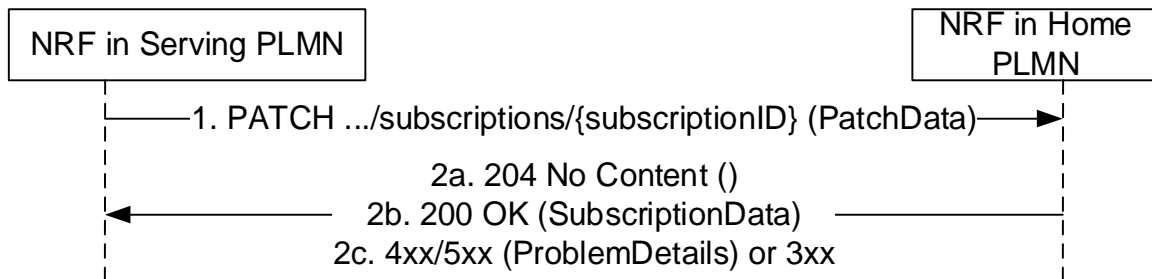 NRF in Serving PLMN
NRF in Home
PLMN
1. PATCH .../subscriptions/{subscriptionID} (PatchData)
2a. 204 No Content ()
2b. 200 OK (SubscriptionData)
2c. 4xx/5xx (ProblemDetails) or 3xx